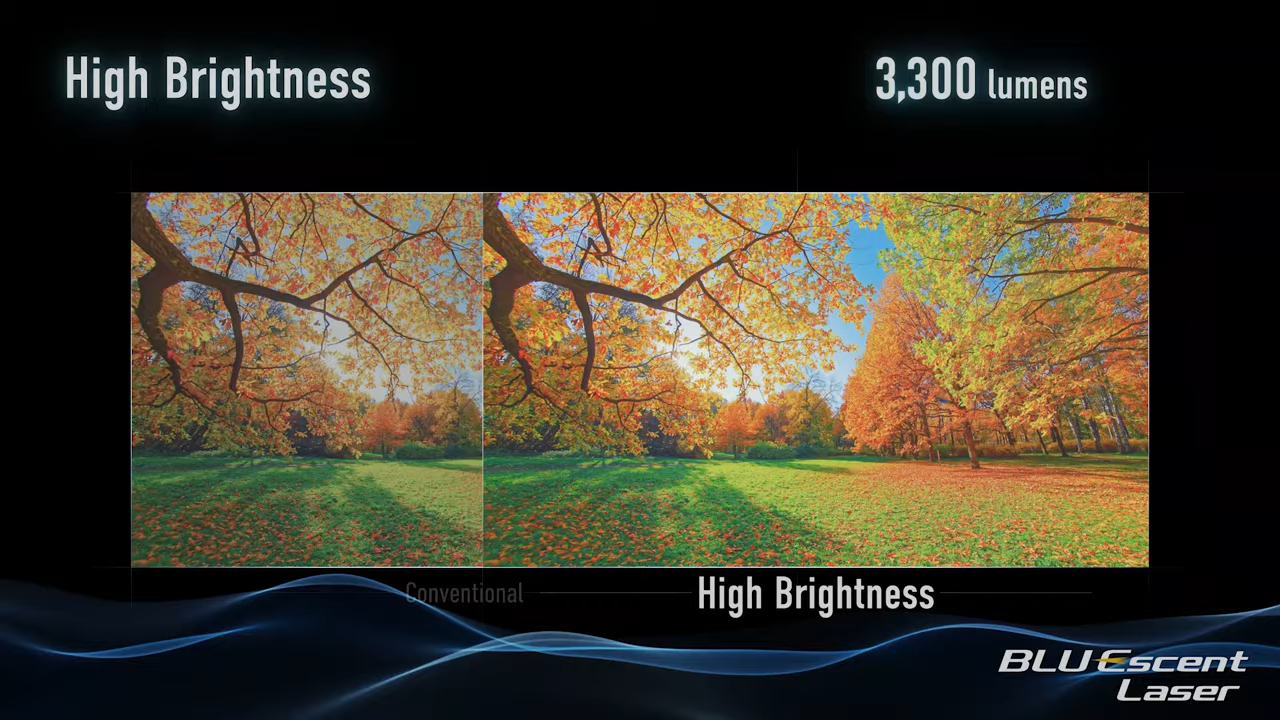 High Brightness
3,300 lumens
Conventional
High Brightness
BLUEscent
Laser